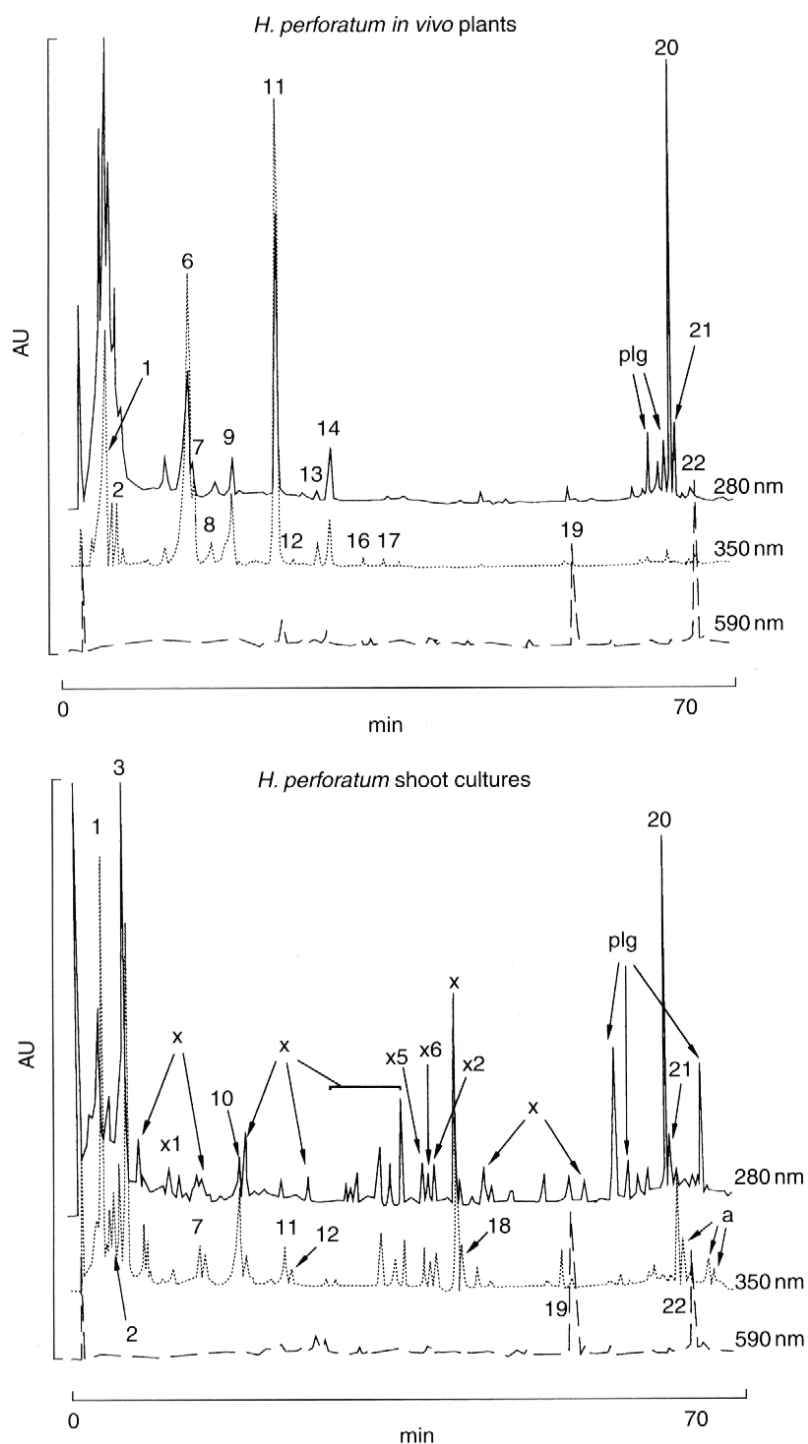 H. perforatum in vivo plants
20
11
6
21
plg
1
14
9
7
13
22
2
280 nm
8
12
16 17
19
350 nm
590 nm
AU
0
70
min
3
H. perforatum shoot cultures
1
20
plg
x
x
x
x5
x6
x2
21
10
x
x1
280 nm
7
11
12
18
a
350 nm
2
19
22
590 nm
AU
0
70
min